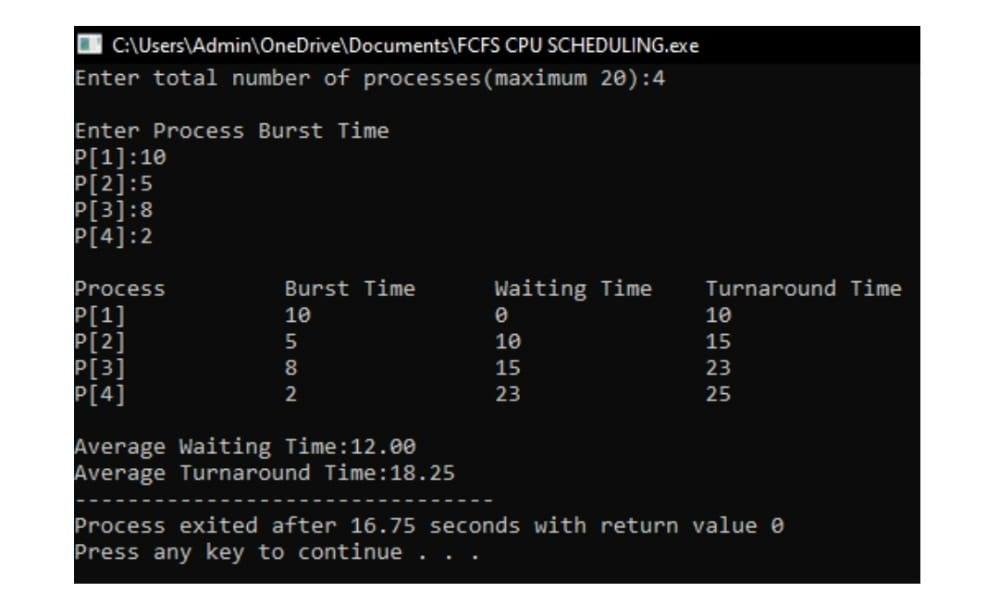 C:\Users\Admin\OneDrive\Documents\FCFS CPU SCHEDULING.exe
Enter total number of processes(maximum 20):4
Enter Process Burst Time
P[1]:10
P[2]:5
P[3]:8
P[4]:2
Process Burst Time Waiting Time Turnaround Time
P[1] 10 0 10
P[2] 5 10 15
P[3] 8 15 23
P[4] 2 23 25
Average Waiting Time:12.00
Average Turnaround Time:18.25
--------------------------------
Process exited after 16.75 seconds with return value 0
Press any key to continue . . .